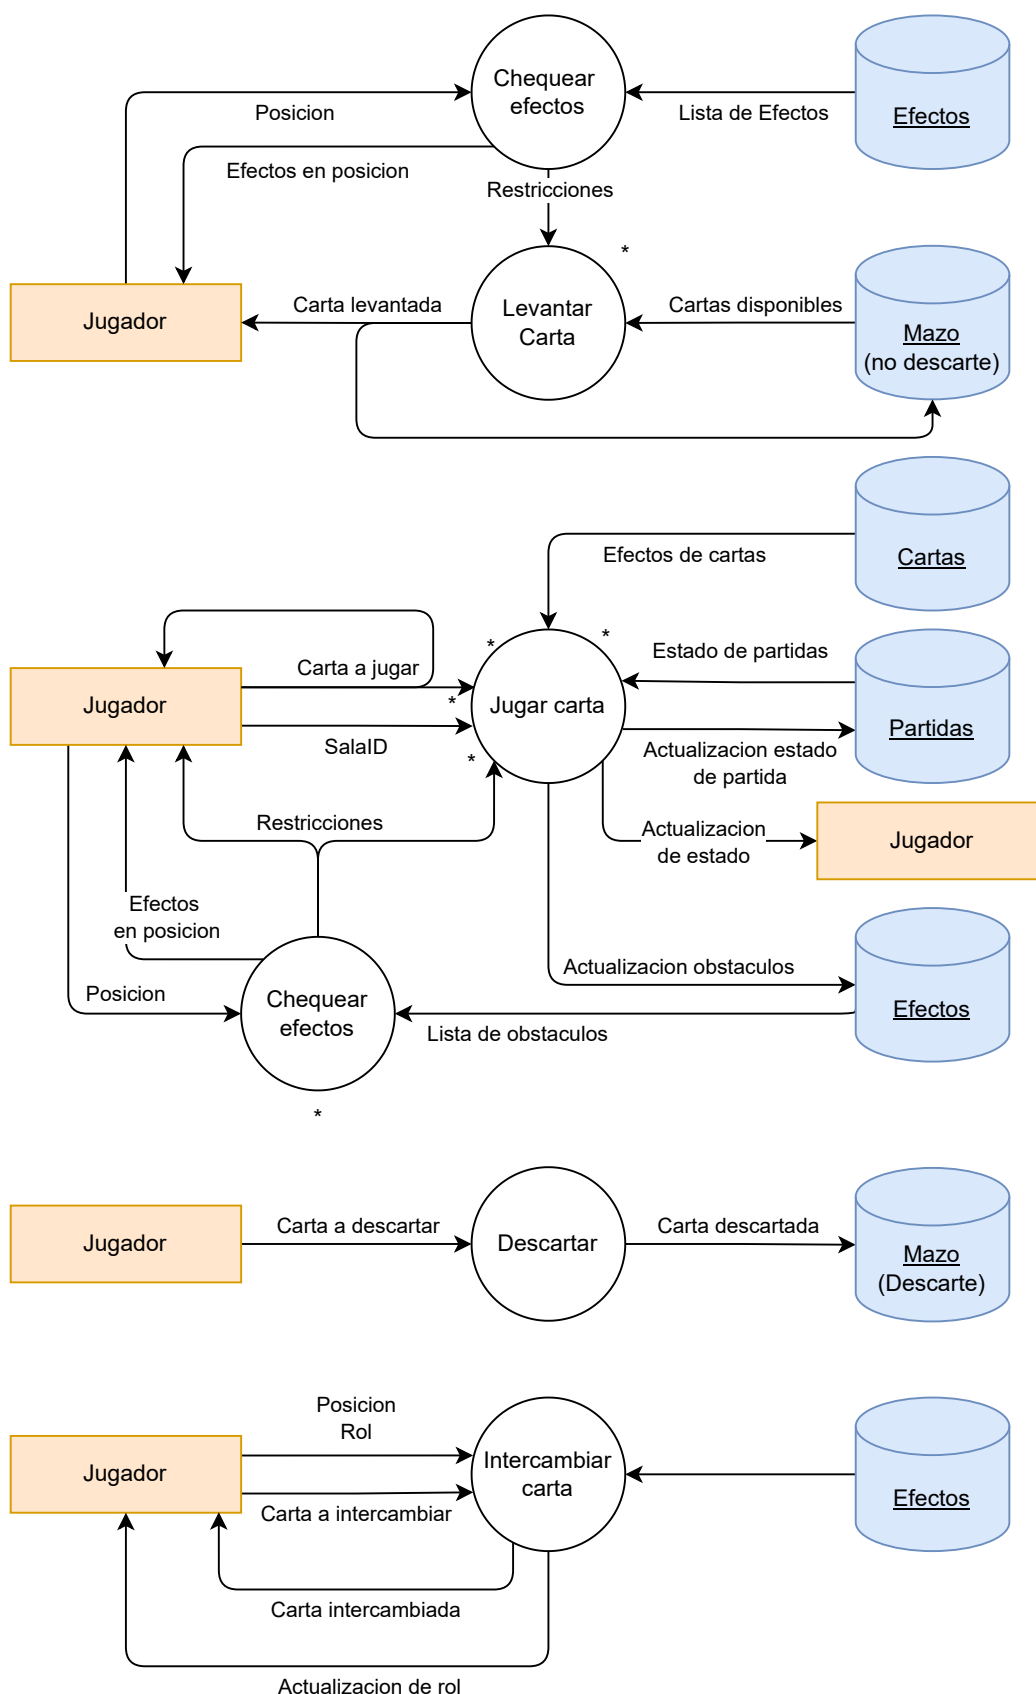 Chequear
efectos
Efectos
Posicion
Lista de Efectos
Efectos en posicion
Restricciones
*
Jugador
Carta levantada
Levantar
Carta
Cartas disponibles
Mazo
(no descarte)
Cartas
Efectos de cartas
*
*
Estado de partidas
Carta a jugar
Jugador
*
Jugar carta
Partidas
SalaID
*
Actualizacion estado
de partida
Restricciones
Actualizacion
de estado
Jugador
Efectos
en posicion
Actualizacion obstaculos
Posicion
Chequear
efectos
Efectos
Lista de obstaculos
*
Jugador
Carta a descartar
Descartar
Carta descartada
Mazo
(Descarte)
Posicion
Rol
Jugador
Intercambiar
carta
Efectos
Carta a intercambiar
Carta intercambiada
Actualizacion de rol